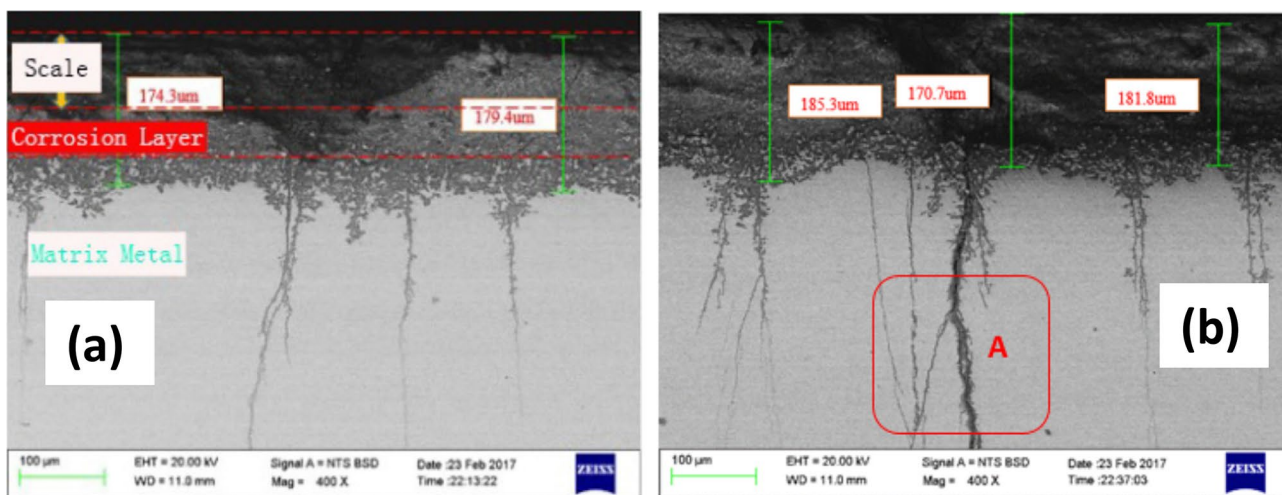 Scale
174.3um
179.4um
Corrosion Layer
Matrix Metal
(a)
100 µm
EHT = 20.00 kV
WD = 11.0 mm
Signal A = NTS BSD
Mag = 400 X
Date :23 Feb 2017
Time :22:13:22
ZEISS
185.3um
170.7um
181.8um
A
(b)
100 µm
EHT = 20.00 kV
WD = 11.0 mm
Signal A = NTS BSD
Mag = 400 X
Date :23 Feb 2017
Time :22:37:03
ZEISS